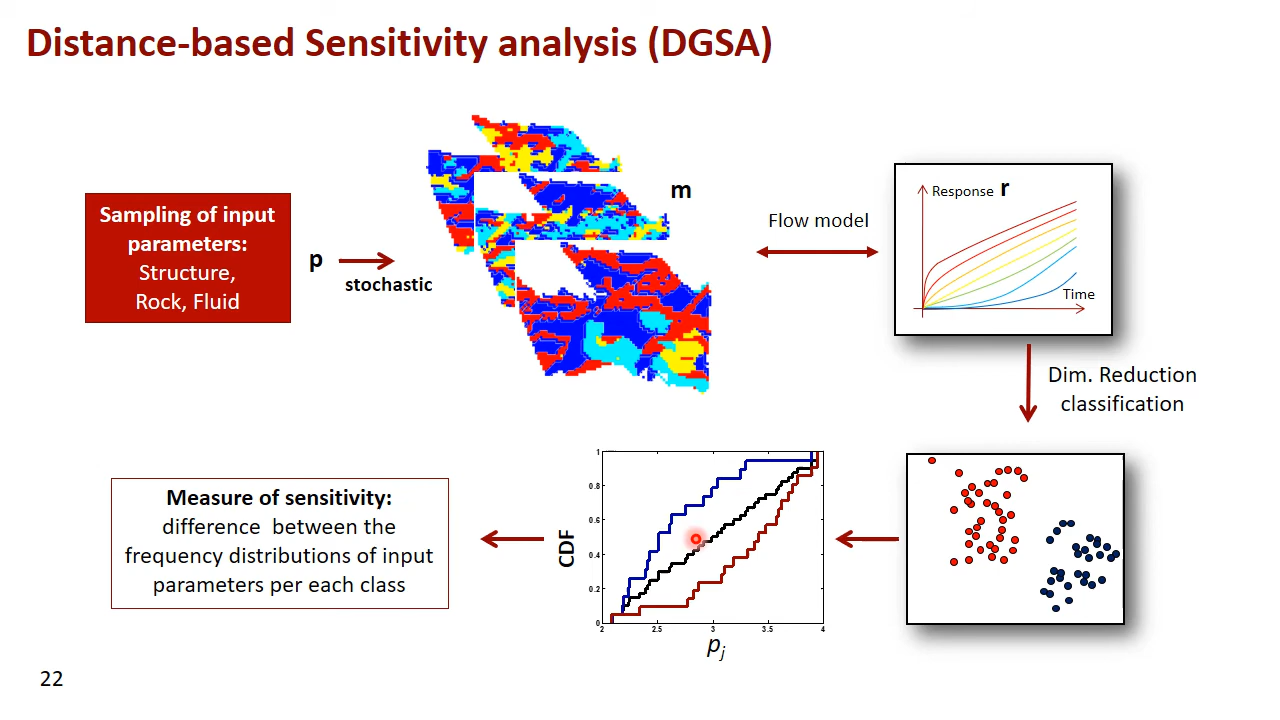 Distance-based Sensitivity analysis (DGSA)
Sampling of input
parameters:
Structure,
Rock, Fluid
p
stochastic
m
Flow model
Response r
Time
Dim. Reduction
classification
Measure of sensitivity:
difference between the
frequency distributions of input
parameters per each class
CDF
1
0.8
0.6
0.4
0.2
0
2 2.5 3 3.5 4
pj
22